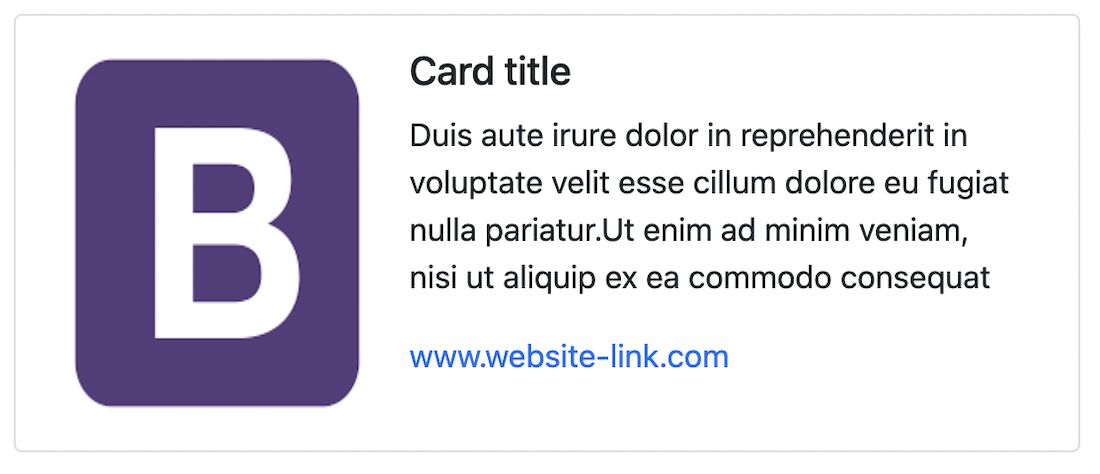 B
Card title
Duis aute irure dolor in reprehenderit in
voluptate velit esse cillum dolore eu fugiat
nulla pariatur.Ut enim ad minim veniam,
nisi ut aliquip ex ea commodo consequat
www.website-link.com